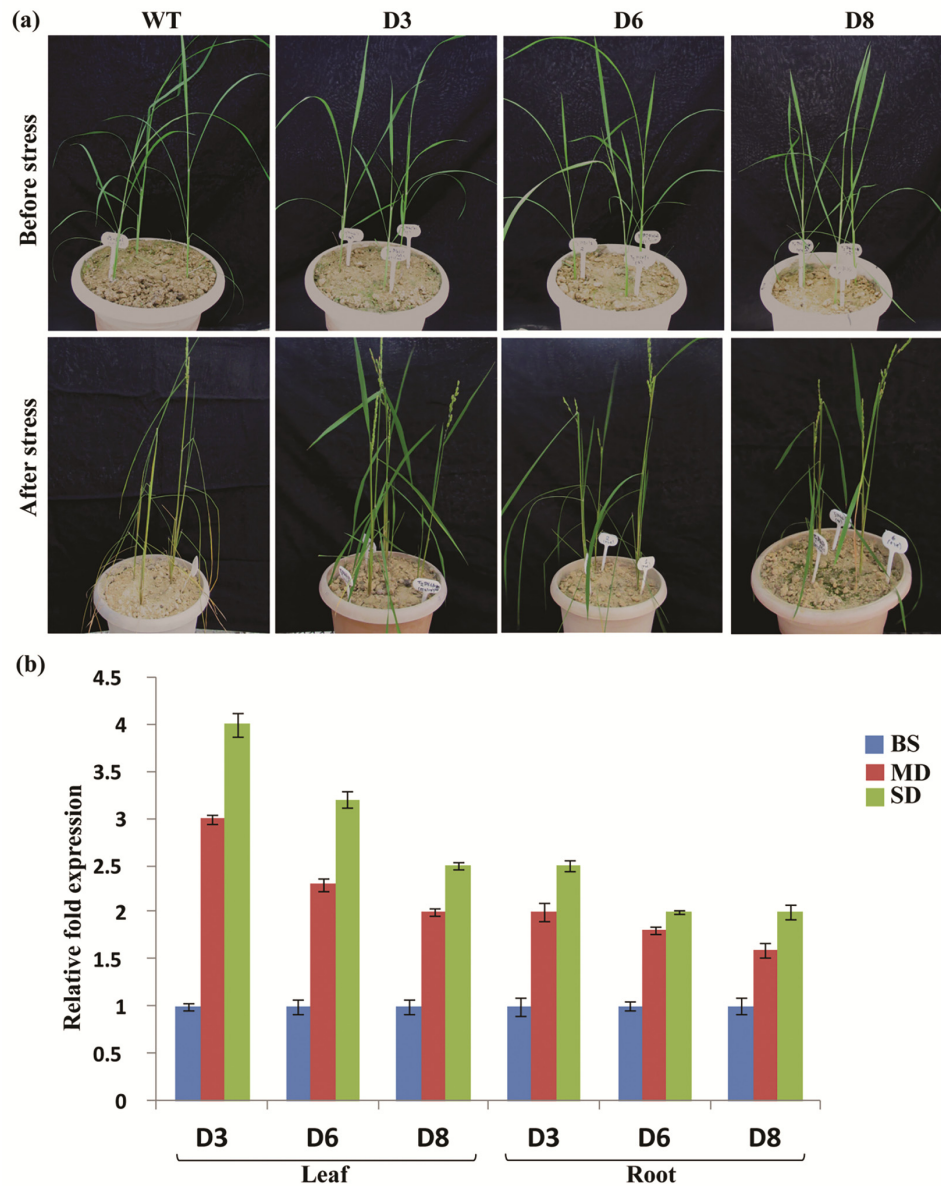 (a)
WT D3 D6 D8
Before stress
After stress
(b)
Relative fold expression
4.5
4
3.5
3
2.5
2
1.5
1
0.5
0
BS
MD
SD
D3 D6 D8 D3 D6 D8
Leaf Root